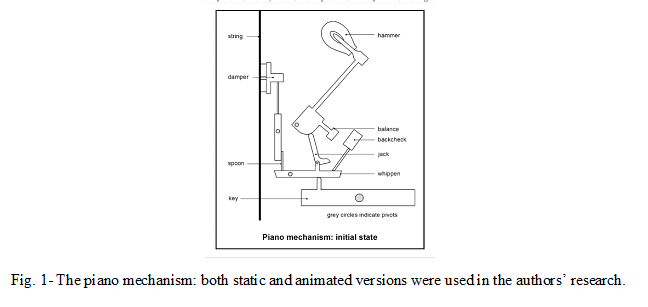 string
hammer
damper
balance
backcheck
jack
spoon
whippen
key
grey circles indicate pivots
Piano mechanism: initial state
Fig. 1- The piano mechanism: both static and animated versions were used in the authors’ research.